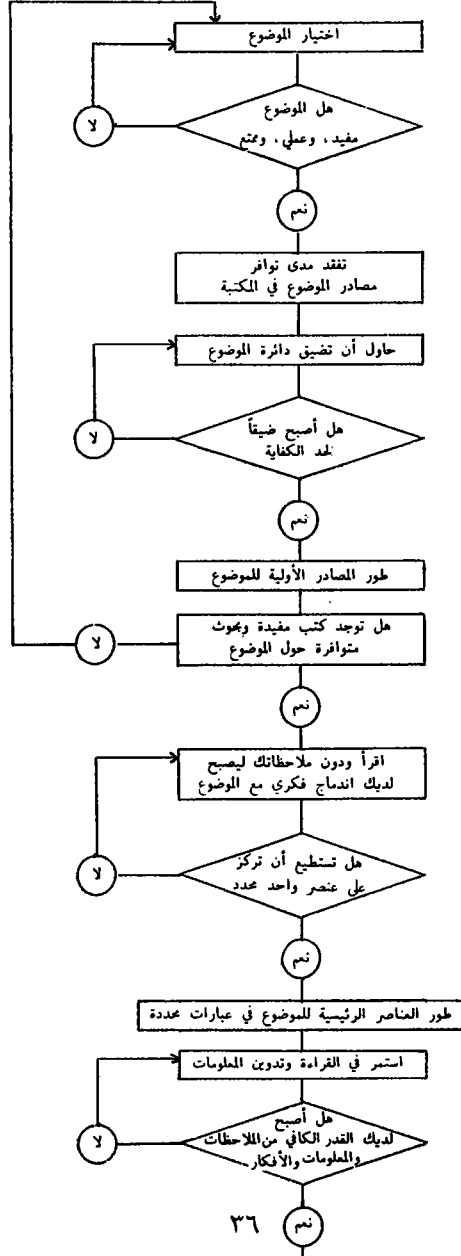 اختيار الموضوع
هل الموضوع
مفيد، وعملي، وممتع
لا
نعم
تفقد مدى توافر
مصادر الموضوع في المكتبة
حاول أن تضيق دائرة الموضوع
هل أصبح ضيقاً
لحد الكفاية
لا
نعم
طور المصادر الأولية للموضوع
هل توجد كتب مفيدة وبحوث
متوافرة حول الموضوع
لا
نعم
اقرأ ودون ملاحظاتك ليصبح
لديك اندماج فكري مع الموضوع
هل تستطيع أن تركز
على عنصر واحد محدد
لا
نعم
طور العناصر الرئيسية للموضوع في عبارات محددة
استمر في القراءة وتدوين المعلومات
هل أصبح
لديك القدر الكافي من الملاحظات
والمعلومات والأفكار
لا
نعم
٣٦